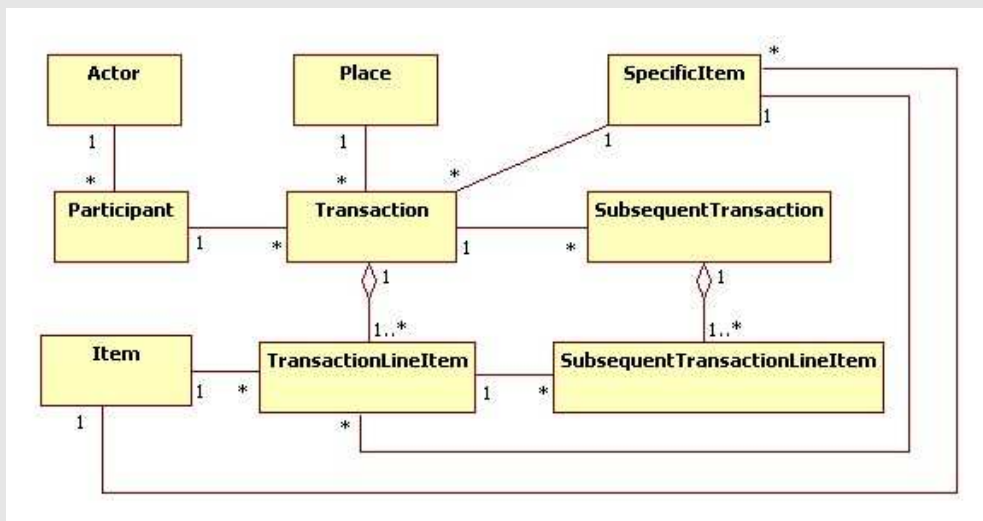 Actor
Place
SpecificItem
*
1
1
1
1
*
*
*
Participant
Transaction
SubsequentTransaction
1
*
1
*
1
1
1..*
1..*
Item
TransactionLineItem
SubsequentTransactionLineItem
1
*
1
*
1
*